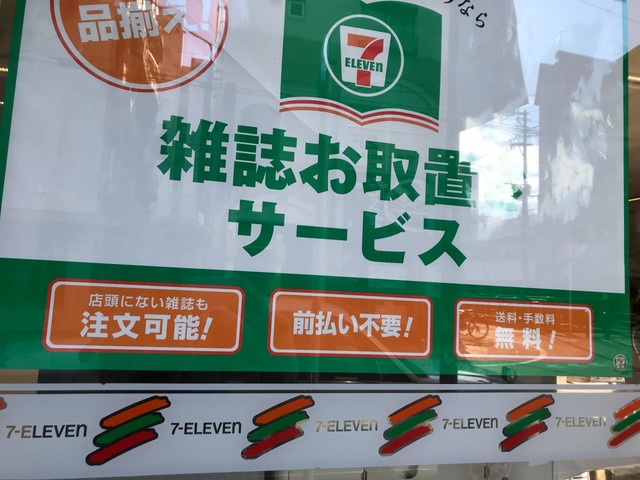 品揃え!
なら
7
ELEVEN
雑誌お取置
サービス
店頭にない雑誌も
注文可能!
前払い不要!
送料・手数料
無料!
7-ELEVEN
7-ELEVEN
7-ELEVEN
7-ELEVEN